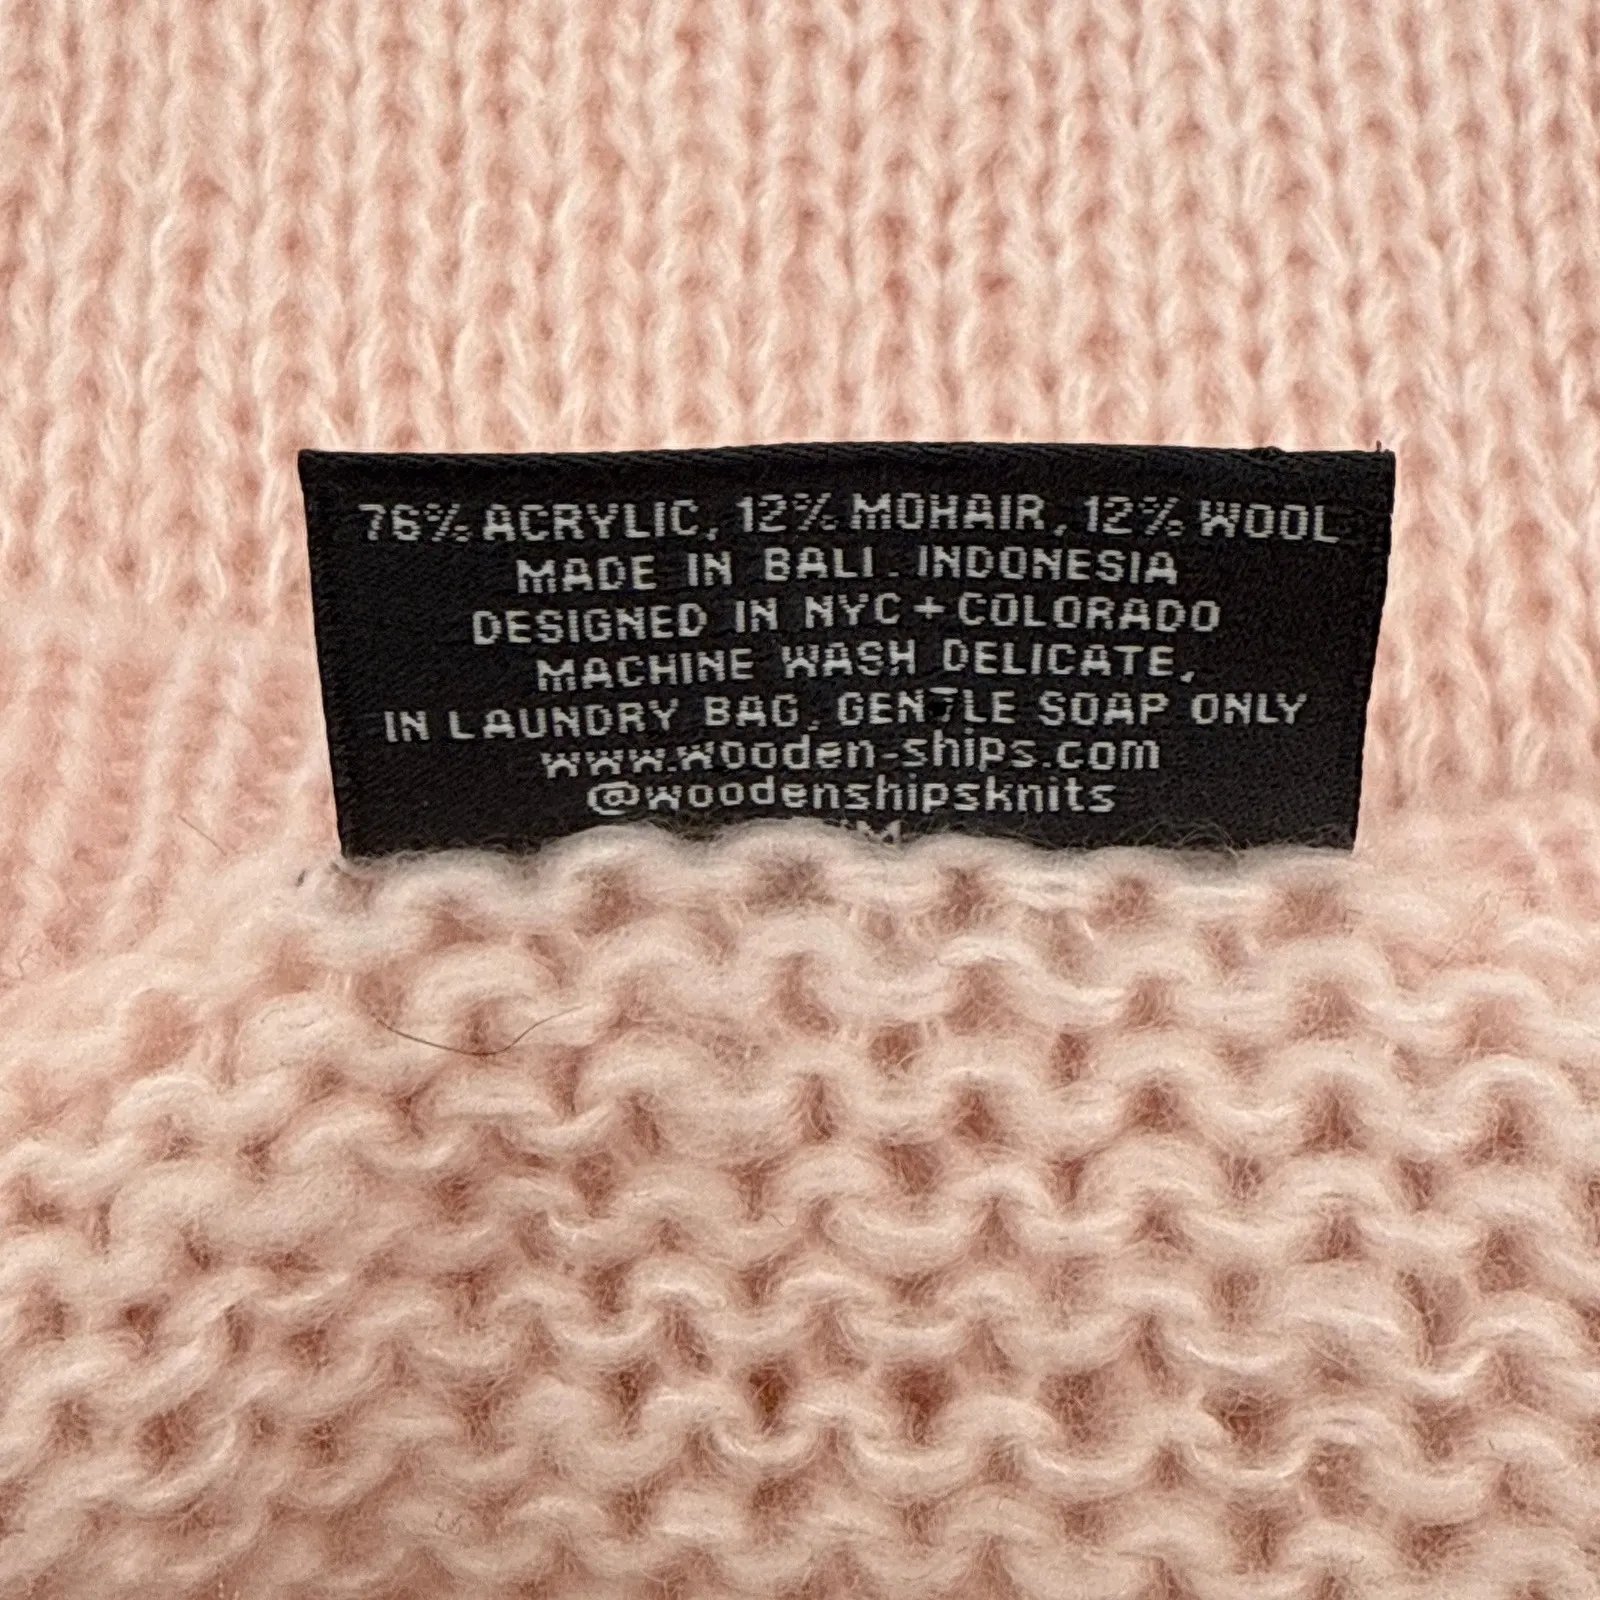 76% ACRYLIC, 12% MOHAIR, 12% WOOL
MADE IN BALI. INDONESIA
DESIGNED IN NYC + COLORADO
MACHINE WASH DELICATE,
IN LAUNDRY BAG, GENTLE SOAP ONLY
www.wooden-ships.com
@woodenshipsknits